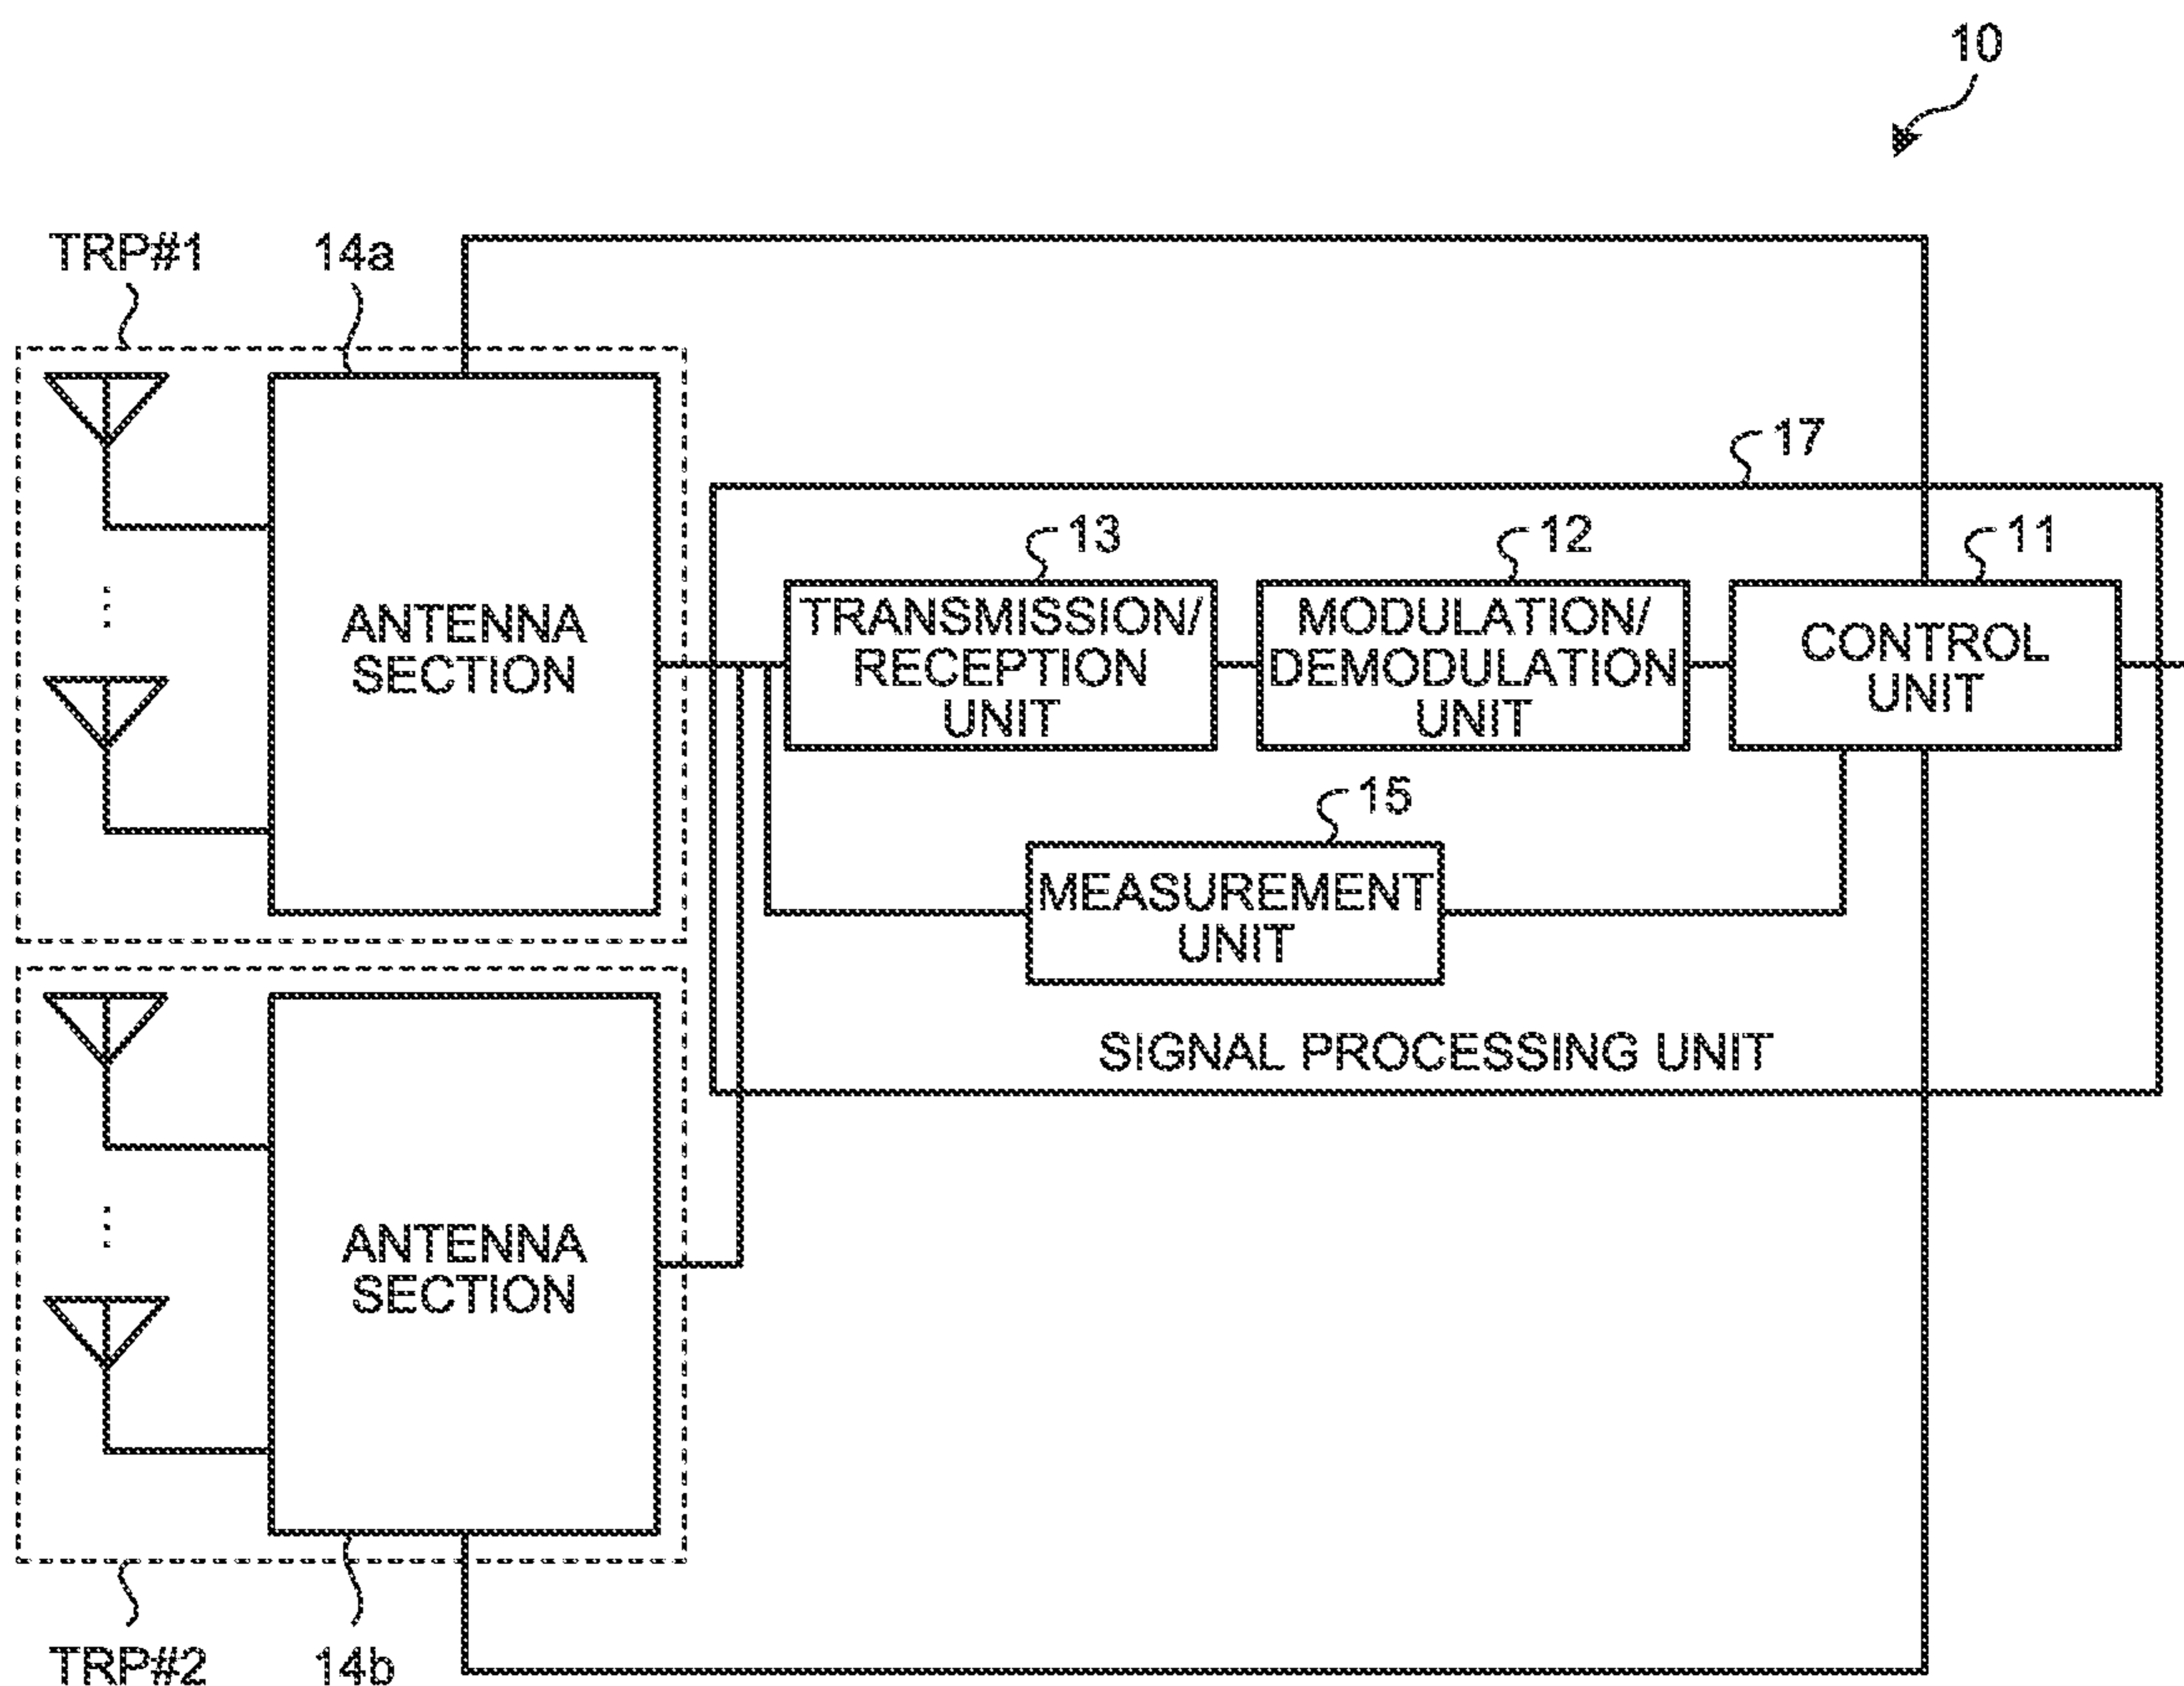 10
TRP#1
14a
17
13
12
11
TRANSMISSION/
RECEPTION
UNIT
MODULATION/
DEMODULATION
UNIT
CONTROL
UNIT
ANTENNA
SECTION
15
MEASUREMENT
UNIT
SIGNAL PROCESSING UNIT
ANTENNA
SECTION
TRP#2
14b